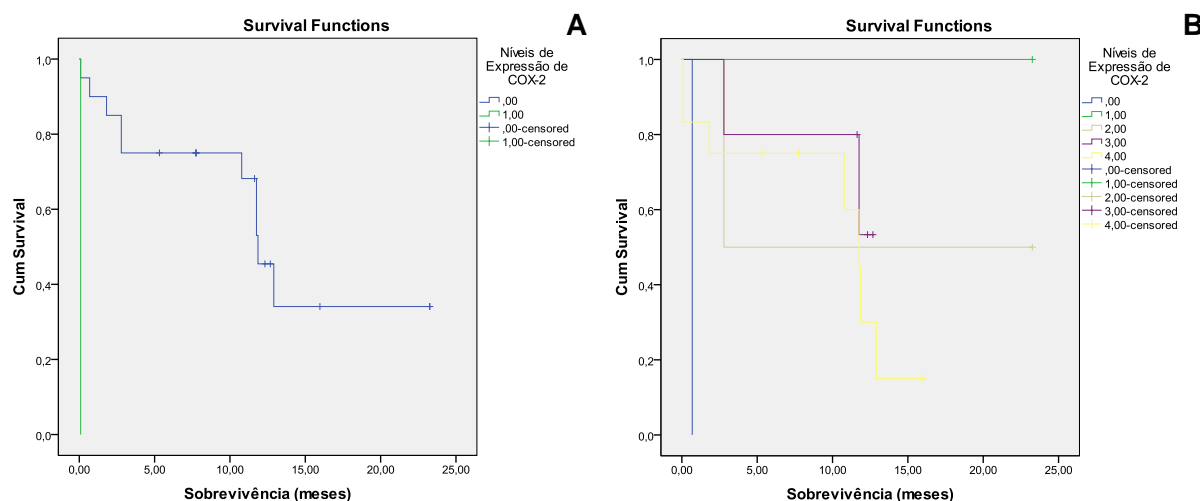 Survival Functions
A
Níveis de
Expressão de
COX-2
,00
1,00
,00-censored
1,00-censored
1,0
0,8
0,6
0,4
0,2
0,0
Cum Survival
0,00 5,00 10,00 15,00 20,00 25,00
Sobrevivência (meses)
Survival Functions
B
Níveis de
Expressão de
COX-2
,00
1,00
2,00
3,00
4,00
,00-censored
1,00-censored
2,00-censored
3,00-censored
4,00-censored
1,0
0,8
0,6
0,4
0,2
0,0
Cum Survival
0,00 5,00 10,00 15,00 20,00 25,00
Sobrevivência (meses)